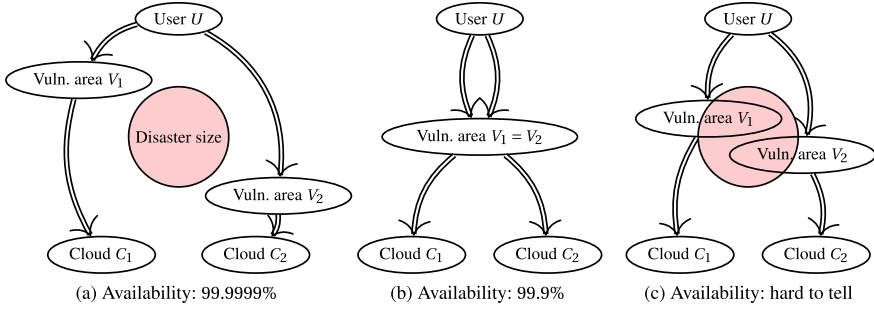 User U
Vuln. area V1
Disaster size
Vuln. area V2
Cloud C1
Cloud C2
(a) Availability: 99.9999%
User U
Vuln. area V1 = V2
Cloud C1
Cloud C2
(b) Availability: 99.9%
User U
Vuln. area V1
Vuln. area V2
Cloud C1
Cloud C2
(c) Availability: hard to tell